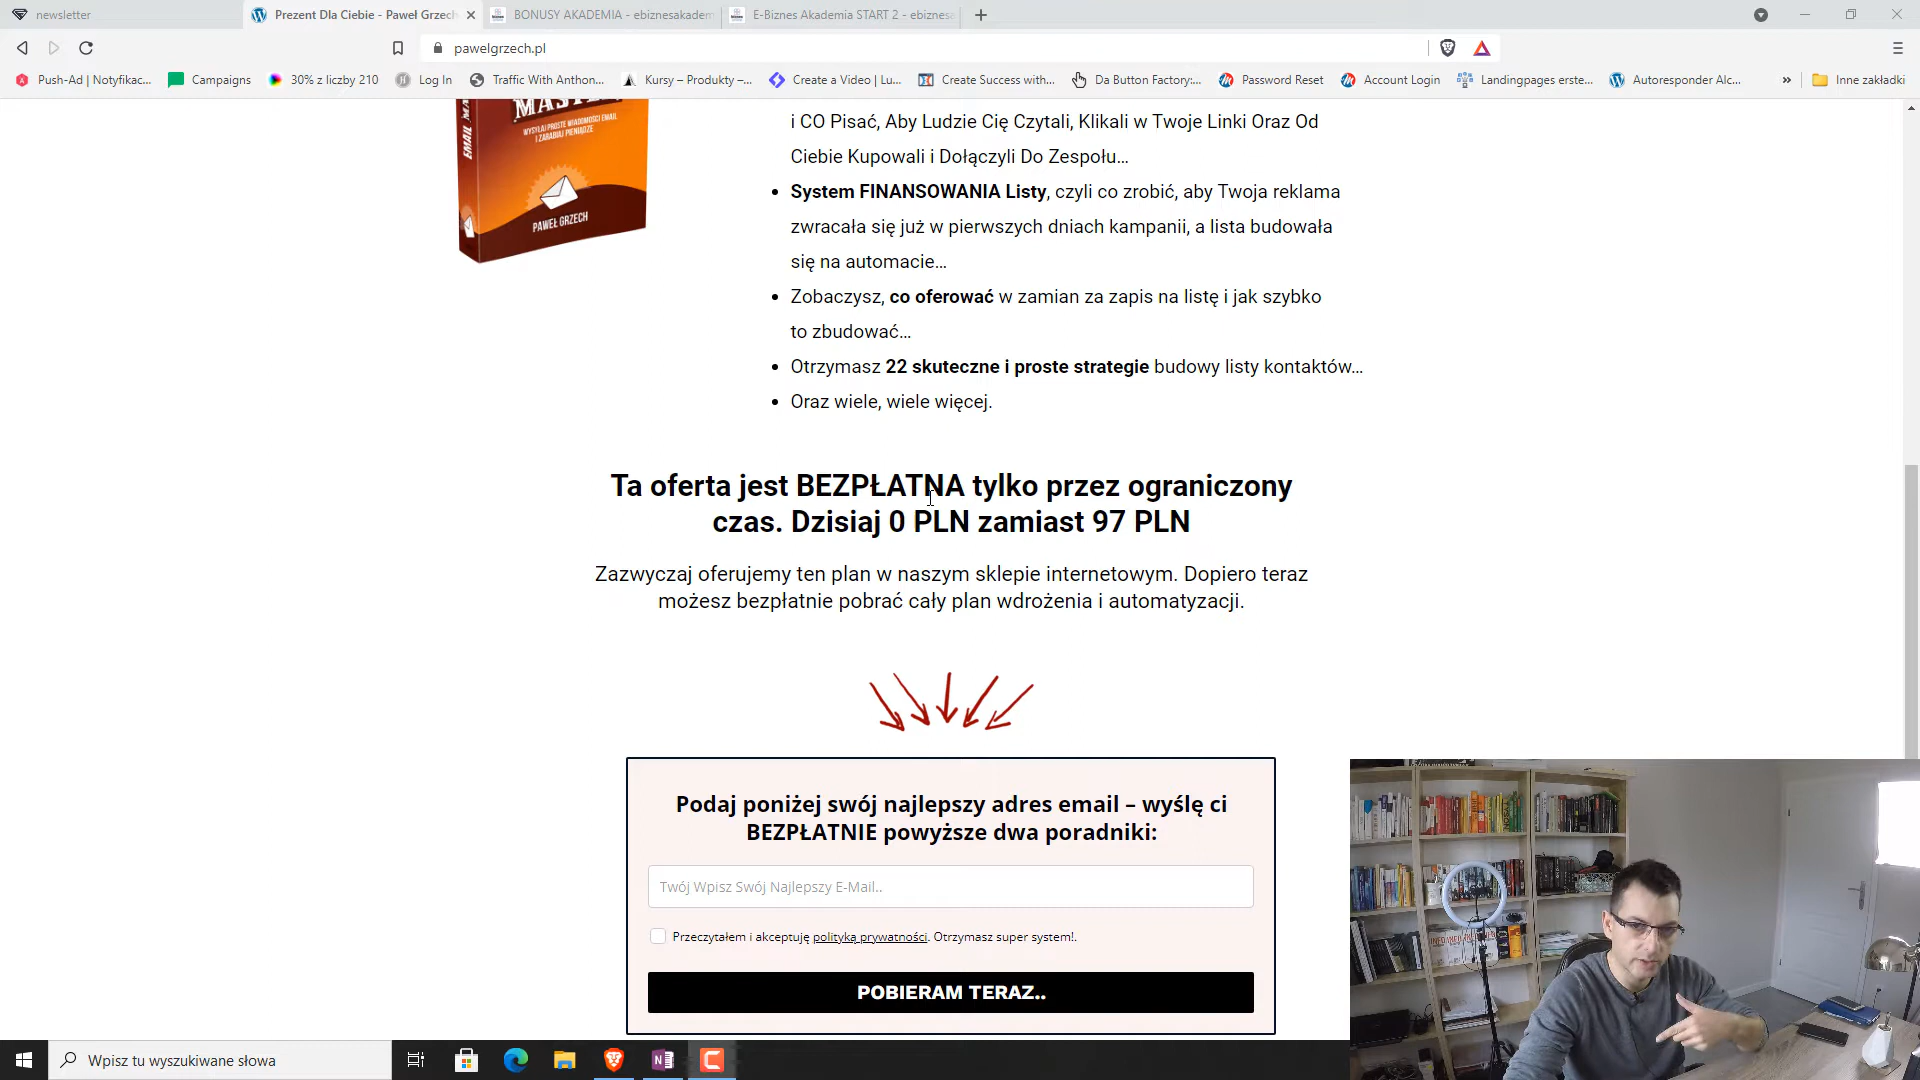 newsletter
Prezent Dla Ciebie - Paweł Grzech
BONUSY AKADEMIA - ebiznesakadem
E-Biznes Akademia START 2 - ebiznesa
pawelgrzech.pl
Push-Ad | Notyfikac...
Campaigns
30% z liczby 210
Log In
Traffic With Anthon...
Kursy – Produkty –...
Create a Video | Lu...
Create Success with...
Da Button Factory:...
Password Reset
Account Login
Landingpages erste...
Autoresponder Alc...
»
Inne zakładki
WYSYŁAJ PROSTE WIADOMOŚCI EMAIL
I ZARABIAJ PIENIĄDZE
PAWEŁ GRZECH
i CO Pisać, Aby Ludzie Cię Czytali, Klikali w Twoje Linki Oraz Od
Ciebie Kupowali i Dołączyli Do Zespołu…
System FINANSOWANIA Listy, czyli co zrobić, aby Twoja reklama
zwracała się już w pierwszych dniach kampanii, a lista budowała
się na automacie…
Zobaczysz, co oferować w zamian za zapis na listę i jak szybko
to zbudować…
Otrzymasz 22 skuteczne i proste strategie budowy listy kontaktów…
Oraz wiele, wiele więcej.
Ta oferta jest BEZPŁATNA tylko przez ograniczony
czas. Dzisiaj 0 PLN zamiast 97 PLN
Zazwyczaj oferujemy ten plan w naszym sklepie internetowym. Dopiero teraz
możesz bezpłatnie pobrać cały plan wdrożenia i automatyzacji.
Podaj poniżej swój najlepszy adres email – wyślę ci
BEZPŁATNIE powyższe dwa poradniki:
Twój Wpisz Swój Najlepszy E-Mail..
Przeczytałem i akceptuję politykę prywatności. Otrzymasz super system!.
POBIERAM TERAZ..
Wpisz tu wyszukiwane słowa